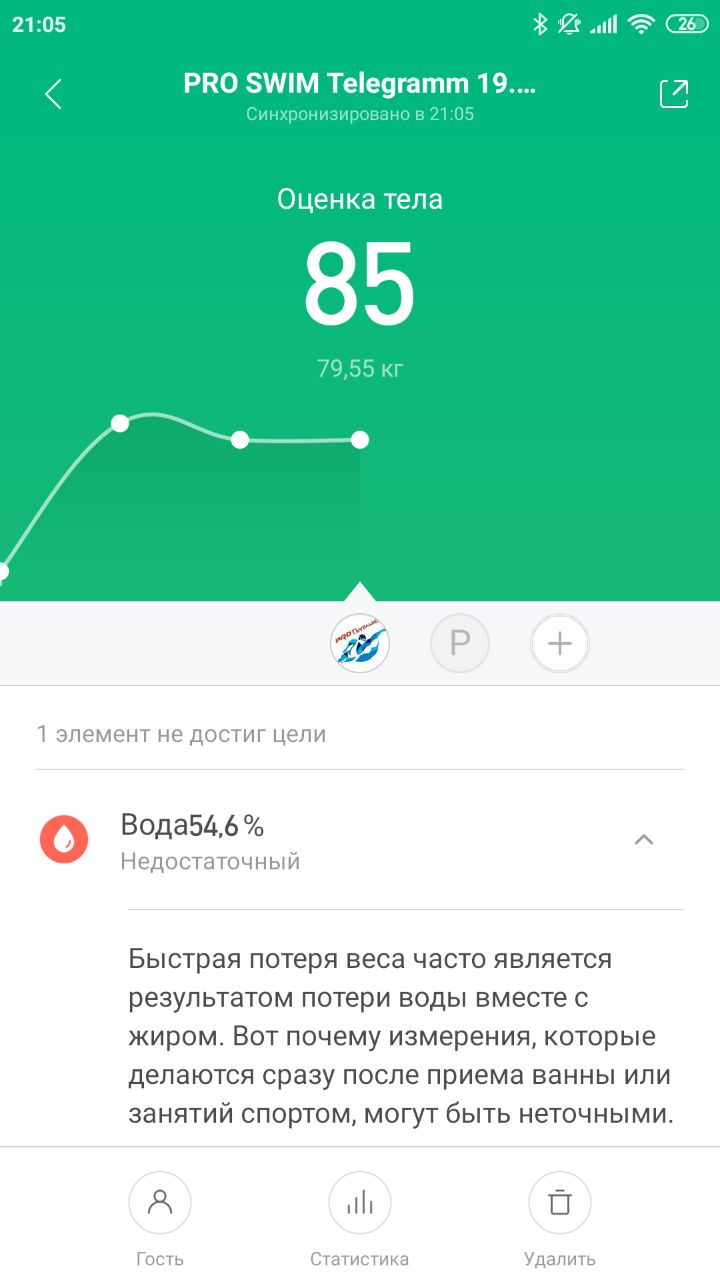 21:05
26
PRO SWIM Telegramm 19....
Синхронизировано в 21:05
Оценка тела
85
79,55 кг
P
1 элемент не достиг цели
Вода54,6 %
Недостаточный
Быстрая потеря веса часто является
результатом потери воды вместе с
жиром. Вот почему измерения, которые
делаются сразу после приема ванны или
занятий спортом, могут быть неточными.
Гость
Статистика
Удалить